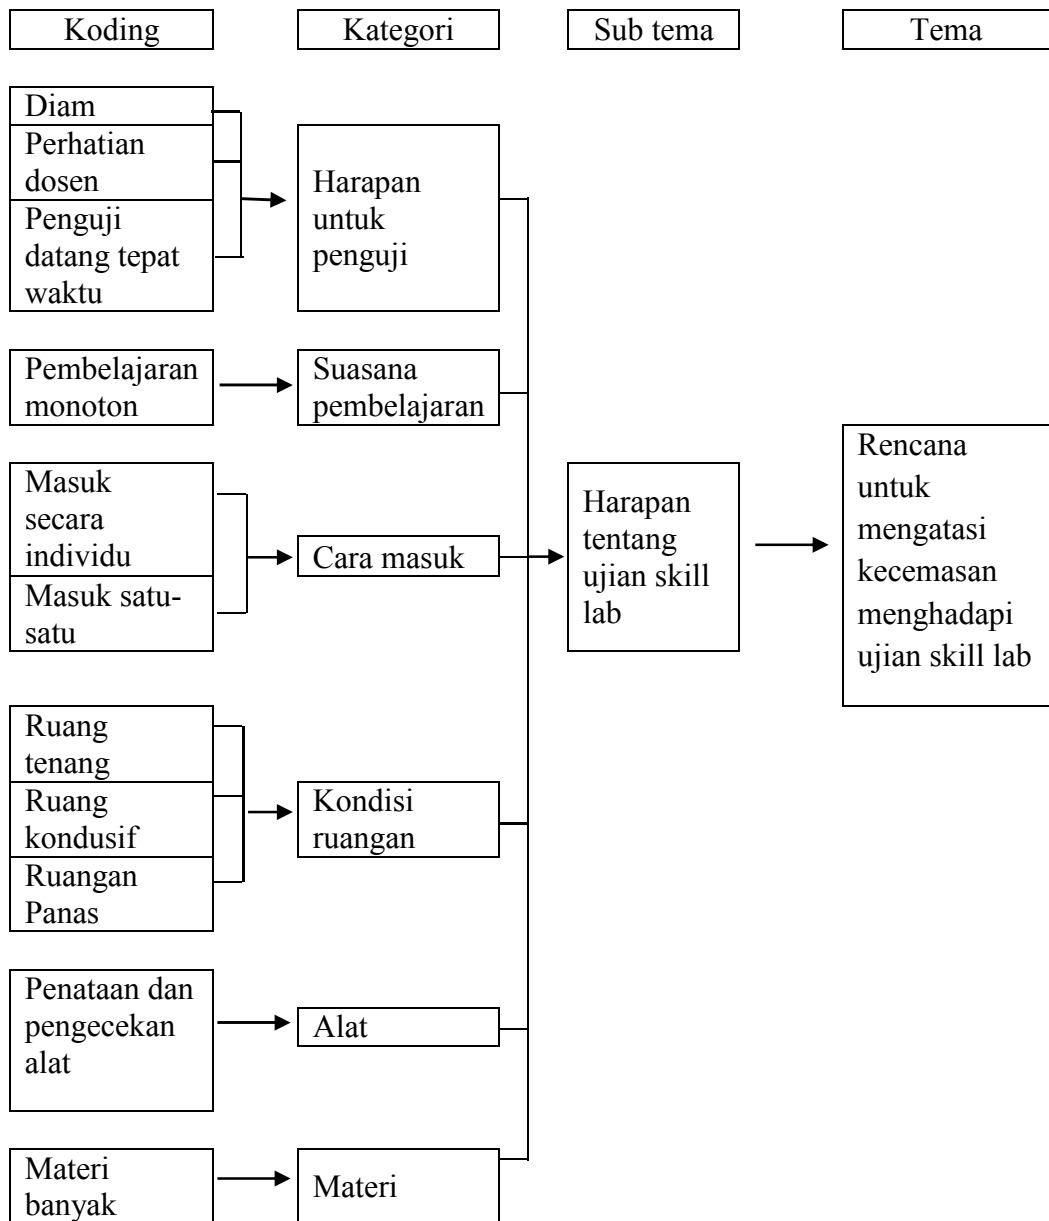 Koding
Kategori
Sub tema
Tema
Diam
Perhatian
dosen
Penguji
datang tepat
waktu
Harapan
untuk
penguji
Pembelajaran
monoton
Suasana
pembelajaran
Masuk
secara
individu
Masuk satu-
satu
Cara masuk
Harapan
tentang
ujian skill
lab
Rencana
untuk
mengatasi
kecemasan
menghadapi
ujian skill lab
Ruang
tenang
Ruang
kondusif
Ruangan
Panas
Kondisi
ruangan
Penataan dan
pengecekan
alat
Alat
Materi
banyak
Materi